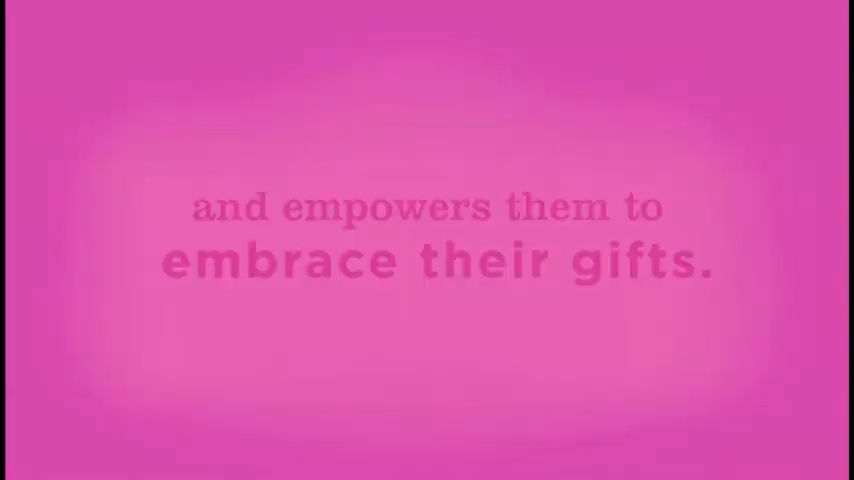 and empowers them to
embrace their gifts.